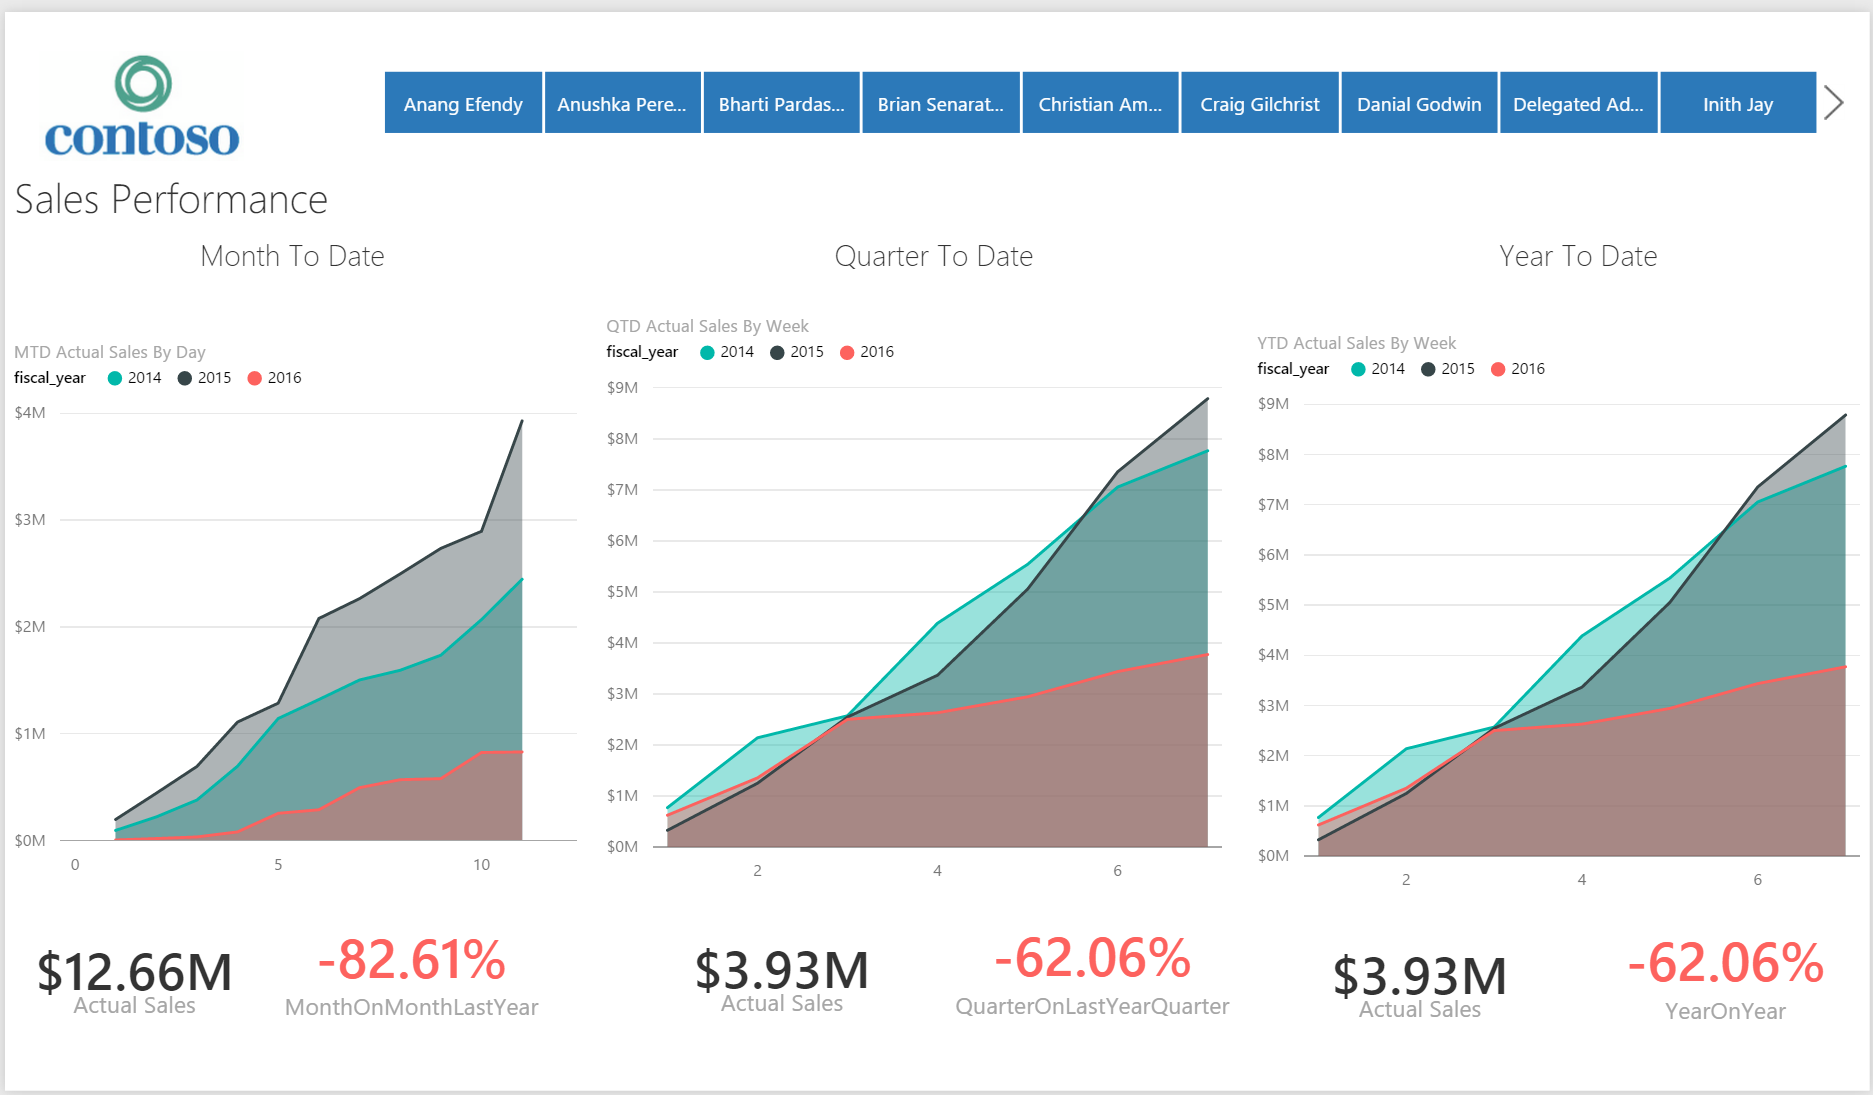 contoso
Anang Efendy
Anushka Pere...
Bharti Pardas...
Brian Senarat...
Christian Am...
Craig Gilchrist
Danial Godwin
Delegated Ad...
Inith Jay
Sales Performance
Month To Date
MTD Actual Sales By Day
fiscal_year 2014 2015 2016
$4M
$3M
$2M
$1M
$0M
0 5 10
$12.66M
Actual Sales
-82.61%
MonthOnMonthLastYear
Quarter To Date
QTD Actual Sales By Week
fiscal_year 2014 2015 2016
$9M
$8M
$7M
$6M
$5M
$4M
$3M
$2M
$1M
$0M
2 4 6
$3.93M
Actual Sales
-62.06%
QuarterOnLastYearQuarter
Year To Date
YTD Actual Sales By Week
fiscal_year 2014 2015 2016
$9M
$8M
$7M
$6M
$5M
$4M
$3M
$2M
$1M
$0M
2 4 6
$3.93M
Actual Sales
-62.06%
YearOnYear